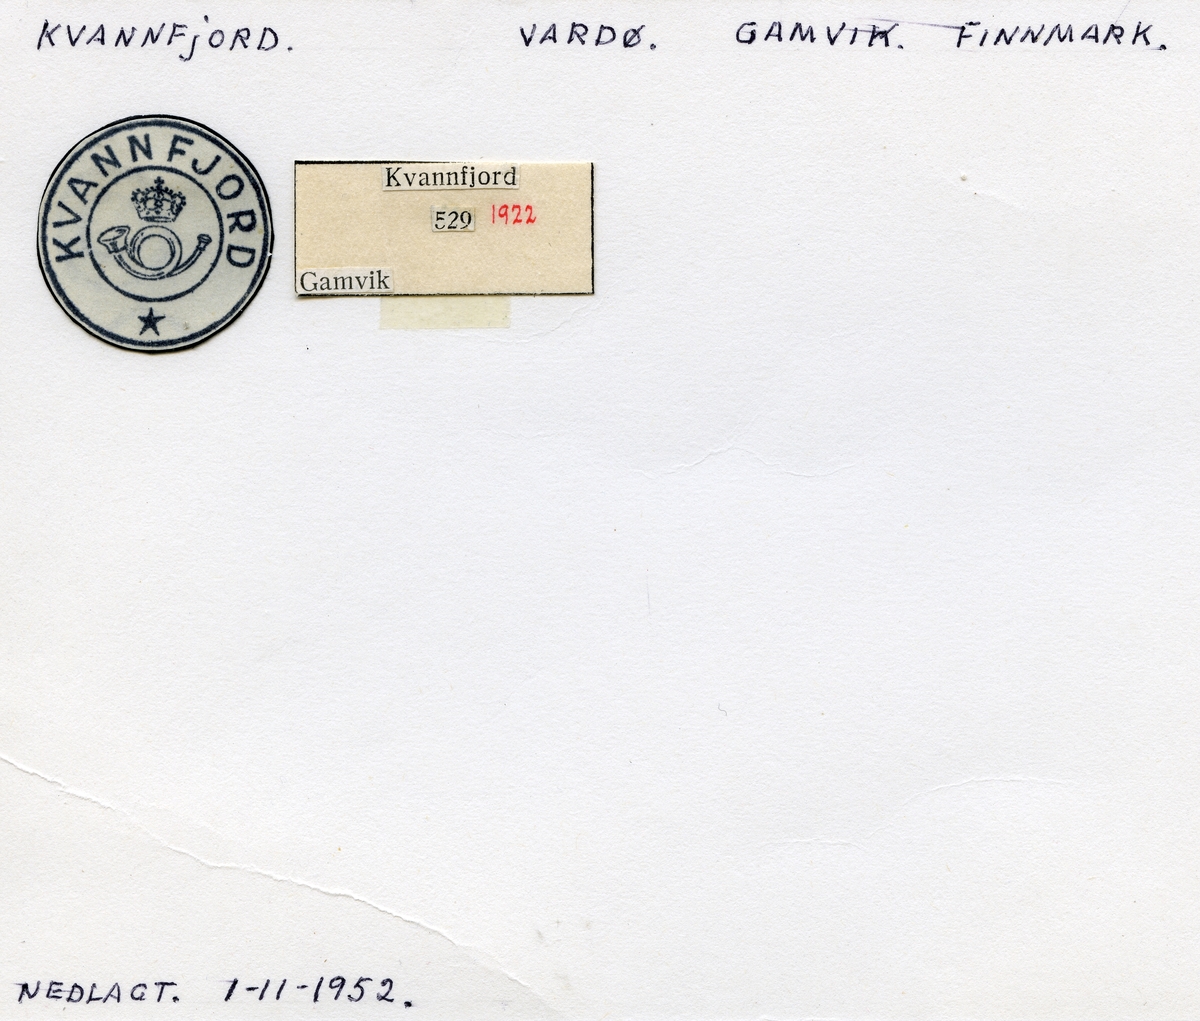 KVANNFjORD. VARDØ. GAMVIK. FINNMARK.
KVANNFJORD
Kvannfjord
529 1922
Gamvik
NEDLAGT. 1-11-1952.